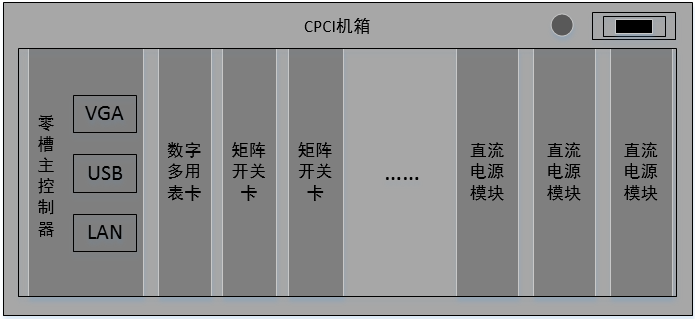 CPCI机箱
零
槽
主
控
制
器
VGA
USB
LAN
数字
多用
表卡
矩阵
开关
卡
矩阵
开关
卡
……
直流
电源
模块
直流
电源
模块
直流
电源
模块